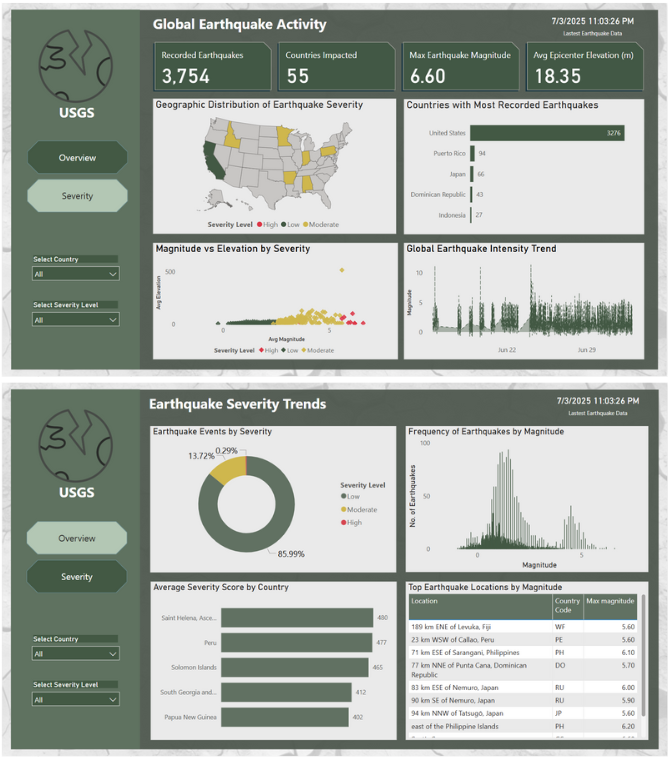 Global Earthquake Activity
7/3/2025 11:03:26 PM
Lastest Earthquake Data
USGS
Overview
Severity
Select Country
All
Select Severity Level
All
Recorded Earthquakes
3,754
Countries Impacted
55
Max Earthquake Magnitude
6.60
Avg Epicenter Elevation (m)
18.35
Geographic Distribution of Earthquake Severity
Severity Level High Low Moderate
Countries with Most Recorded Earthquakes
United States 3276
Puerto Rico 94
Japan 66
Dominican Republic 43
Indonesia 27
Magnitude vs Elevation by Severity
Avg Elevation
500
0
0 5
Avg Magnitude
Severity Level High Low Moderate
Global Earthquake Intensity Trend
Magnitude
10
5
0
Jun 22 Jun 29
Earthquake Severity Trends
7/3/2025 11:03:26 PM
Lastest Earthquake Data
USGS
Overview
Severity
Select Country
All
Select Severity Level
All
Earthquake Events by Severity
13.72% 0.29%
85.99%
Severity Level
Low
Moderate
High
Frequency of Earthquakes by Magnitude
No. of Earthquakes
100
50
0
0 5
Magnitude
Average Severity Score by Country
Saint Helena, Asce... 480
Peru 477
Solomon Islands 465
South Georgia and... 412
Papua New Guinea 402
Top Earthquake Locations by Magnitude
Location Country Code Max magnitude
189 km ENE of Levuka, Fiji WF 5.60
23 km WSW of Callao, Peru PE 5.60
71 km ESE of Sarangani, Philippines PH 6.10
77 km NNE of Punta Cana, Dominican Republic DO 5.70
83 km ESE of Nemuro, Japan RU 6.00
90 km SE of Nemuro, Japan RU 5.90
94 km NNW of Tatsugō, Japan JP 5.60
east of the Philippine Islands PH 6.20